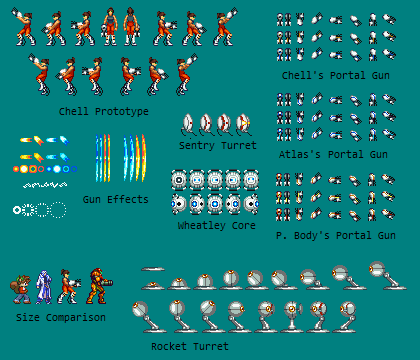 Chell's Portal Gun
Chell Prototype
Sentry Turret
Atlas's Portal Gun
Gun Effects
Wheatley Core
P. Body's Portal Gun
Size Comparison
Rocket Turret